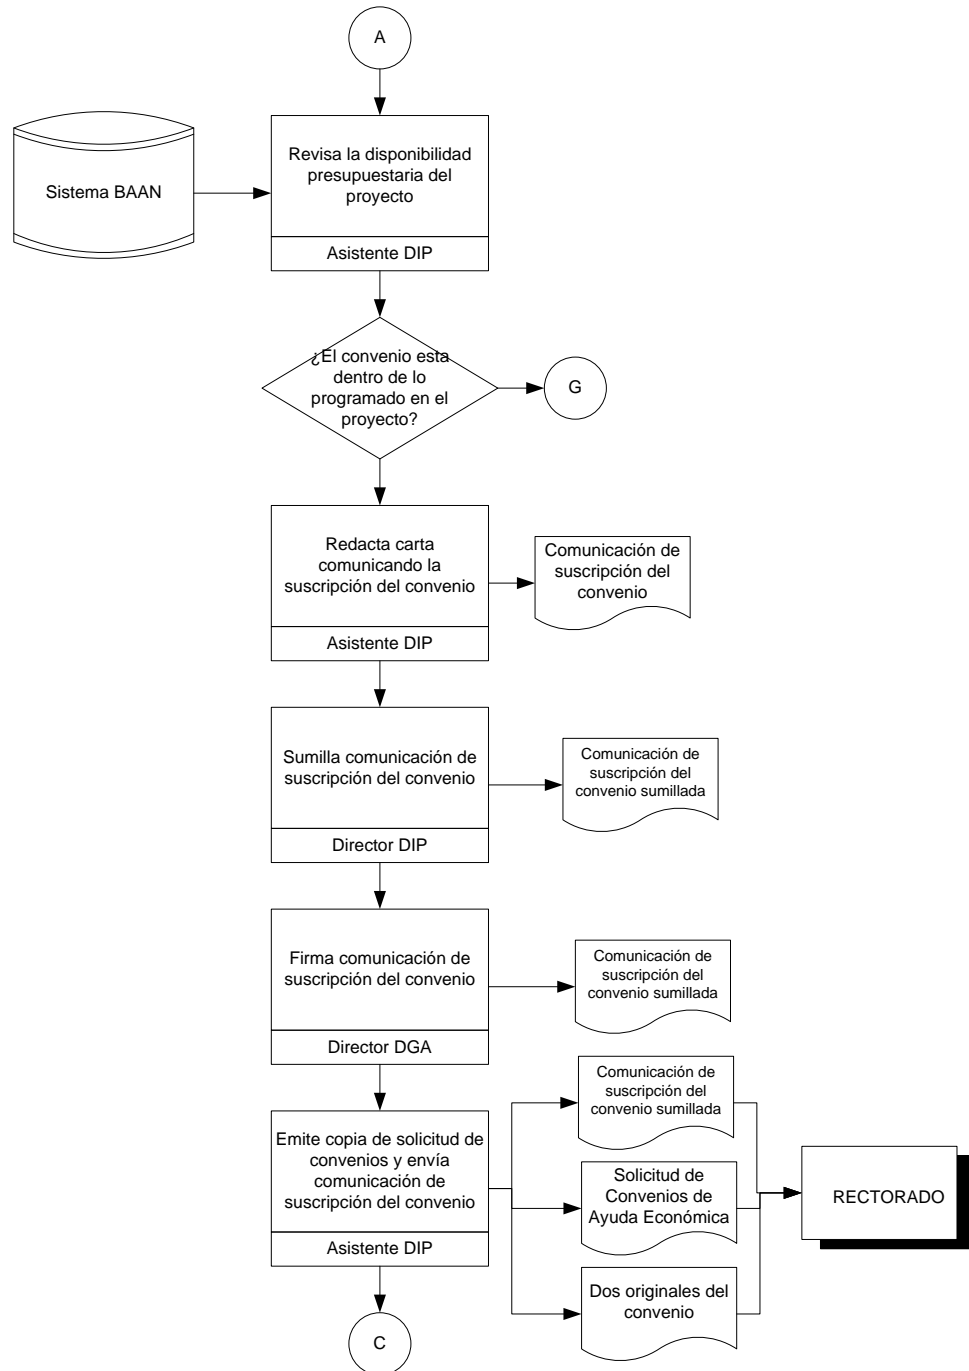 A
Revisa la disponibilidad
presupuestaria del
proyecto
Sistema BAAN
Asistente DIP
¿El convenio esta
dentro de lo
programado en el
proyecto?
G
Redacta carta
comunicando la
suscripción del convenio
Asistente DIP
Comunicación de
suscripción del
convenio
Sumilla comunicación de
suscripción del convenio
Director DIP
Comunicación de
suscripción del
convenio sumillada
Firma comunicación de
suscripción del convenio
Director DGA
Comunicación de
suscripción del
convenio sumillada
Emite copia de solicitud de
convenios y envía
comunicación de
suscripción del convenio
Asistente DIP
Comunicación de
suscripción del
convenio sumillada
Solicitud de
Convenios de
Ayuda Económica
Dos originales del
convenio
RECTORADO
C